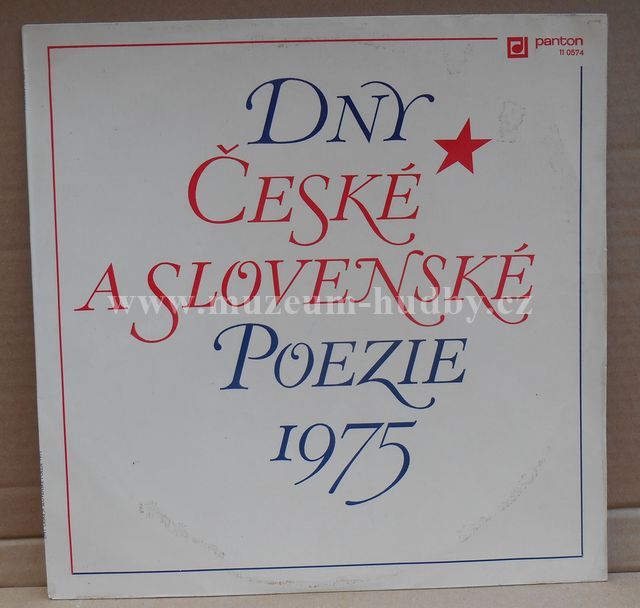 panton
11 0574
DNY
ČESKÉ
A SLOVENSKÉ
www.muzeum-hudby.cz
POEZIE
1975